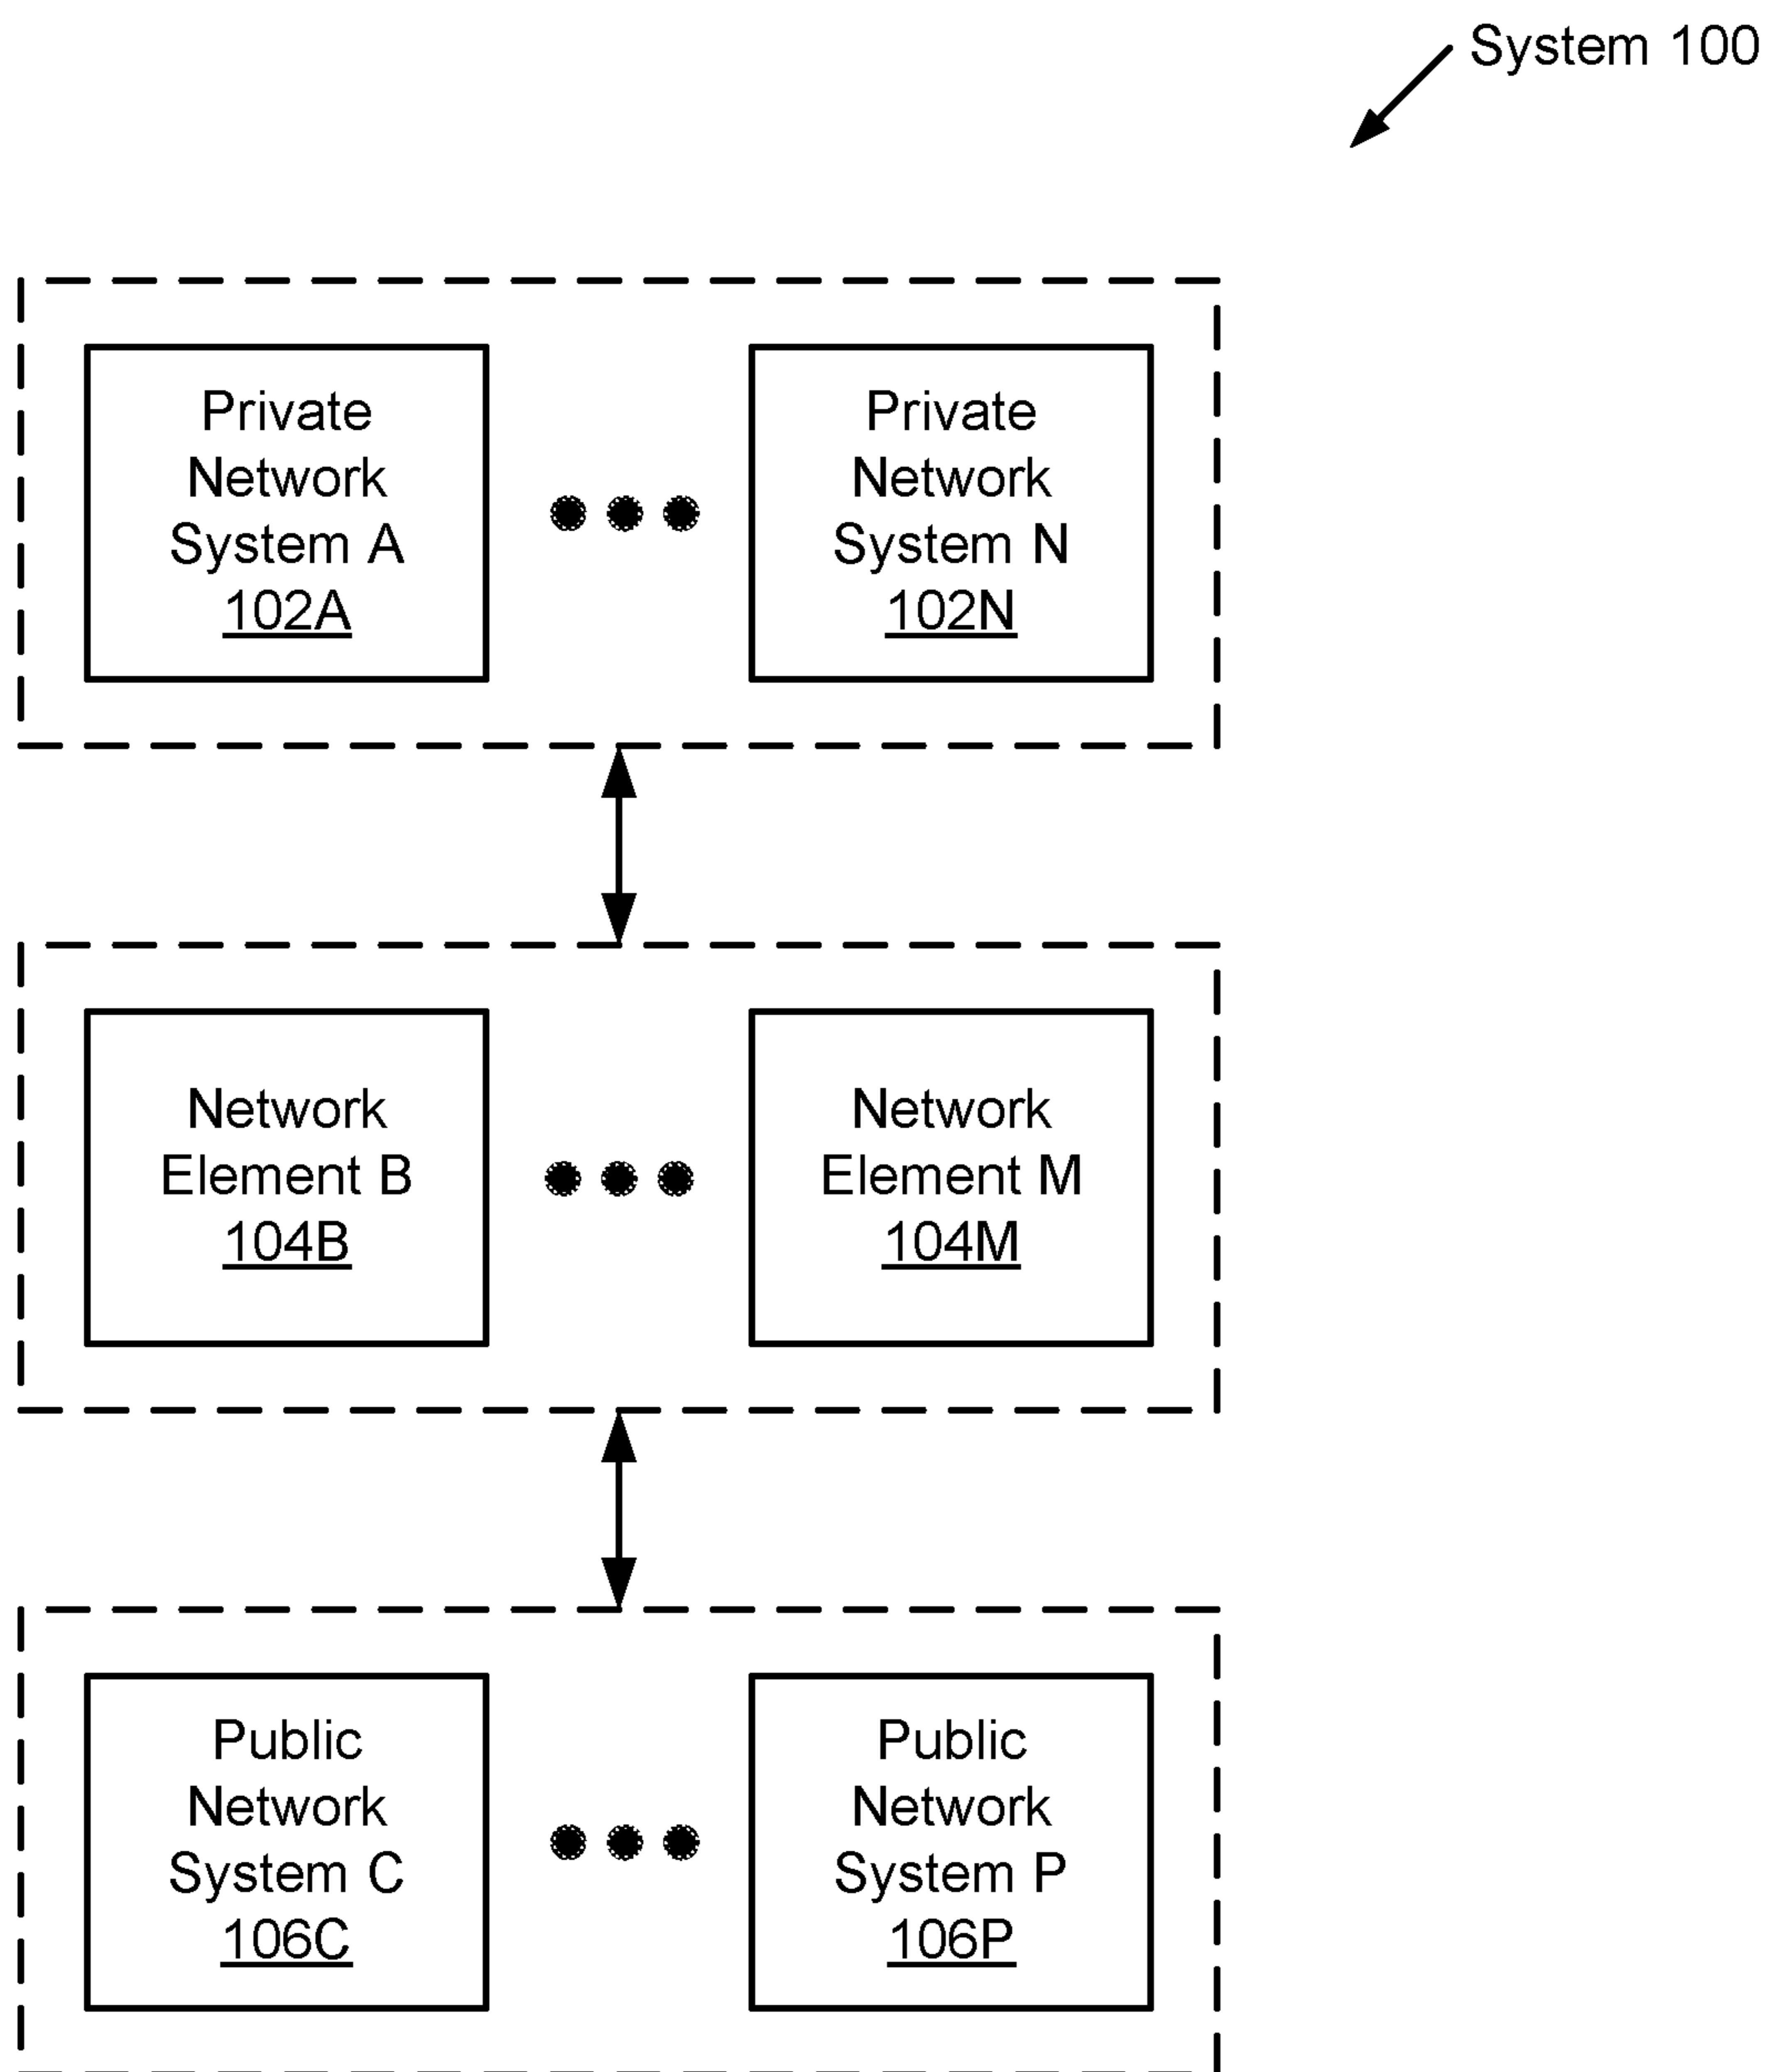 System 100
Private
Network
System A
102A
Private
Network
System N
102N
Network
Element B
104B
Network
Element M
104M
Public
Network
System C
106C
Public
Network
System P
106P